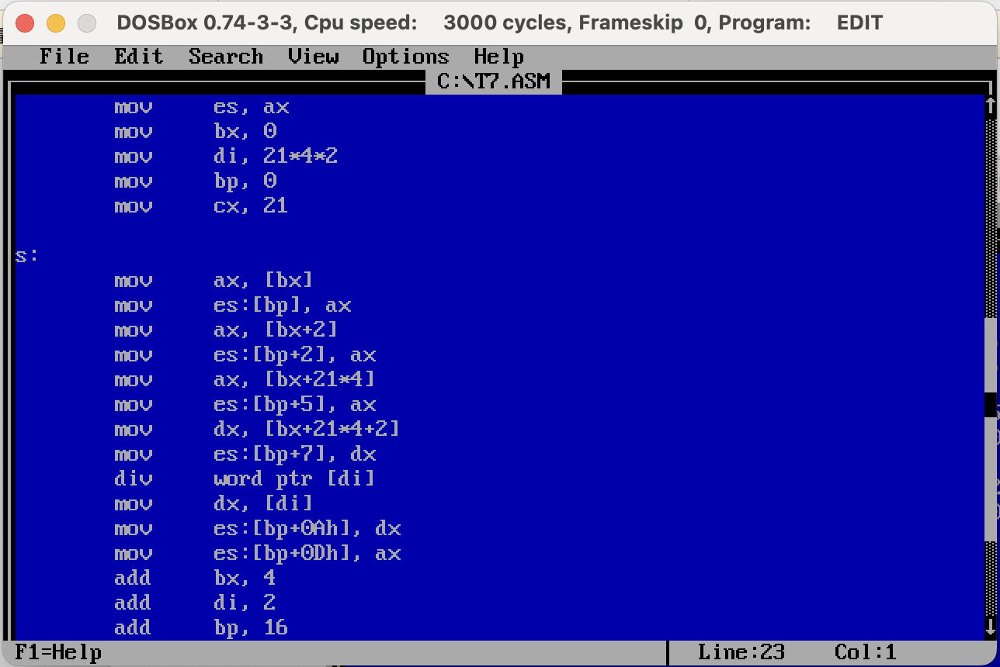 DOSBox 0.74-3-3, Cpu speed: 3000 cycles, Frameskip 0, Program: EDIT
File Edit Search View Options Help
C:\T7.ASM
mov es, ax
mov bx, 0
mov di, 21*4*2
mov bp, 0
mov cx, 21
s:
mov ax, [bx]
mov es:[bp], ax
mov ax, [bx+2]
mov es:[bp+2], ax
mov ax, [bx+21*4]
mov es:[bp+5], ax
mov dx, [bx+21*4+2]
mov es:[bp+7], dx
div word ptr [di]
mov dx, [di]
mov es:[bp+0Ah], dx
mov es:[bp+0Dh], ax
add bx, 4
add di, 2
add bp, 16
F1=Help Line:23 Col:1